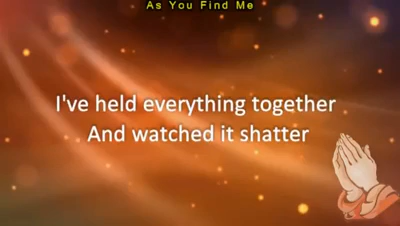 As You Find Me
I've held everything together
And watched it shatter